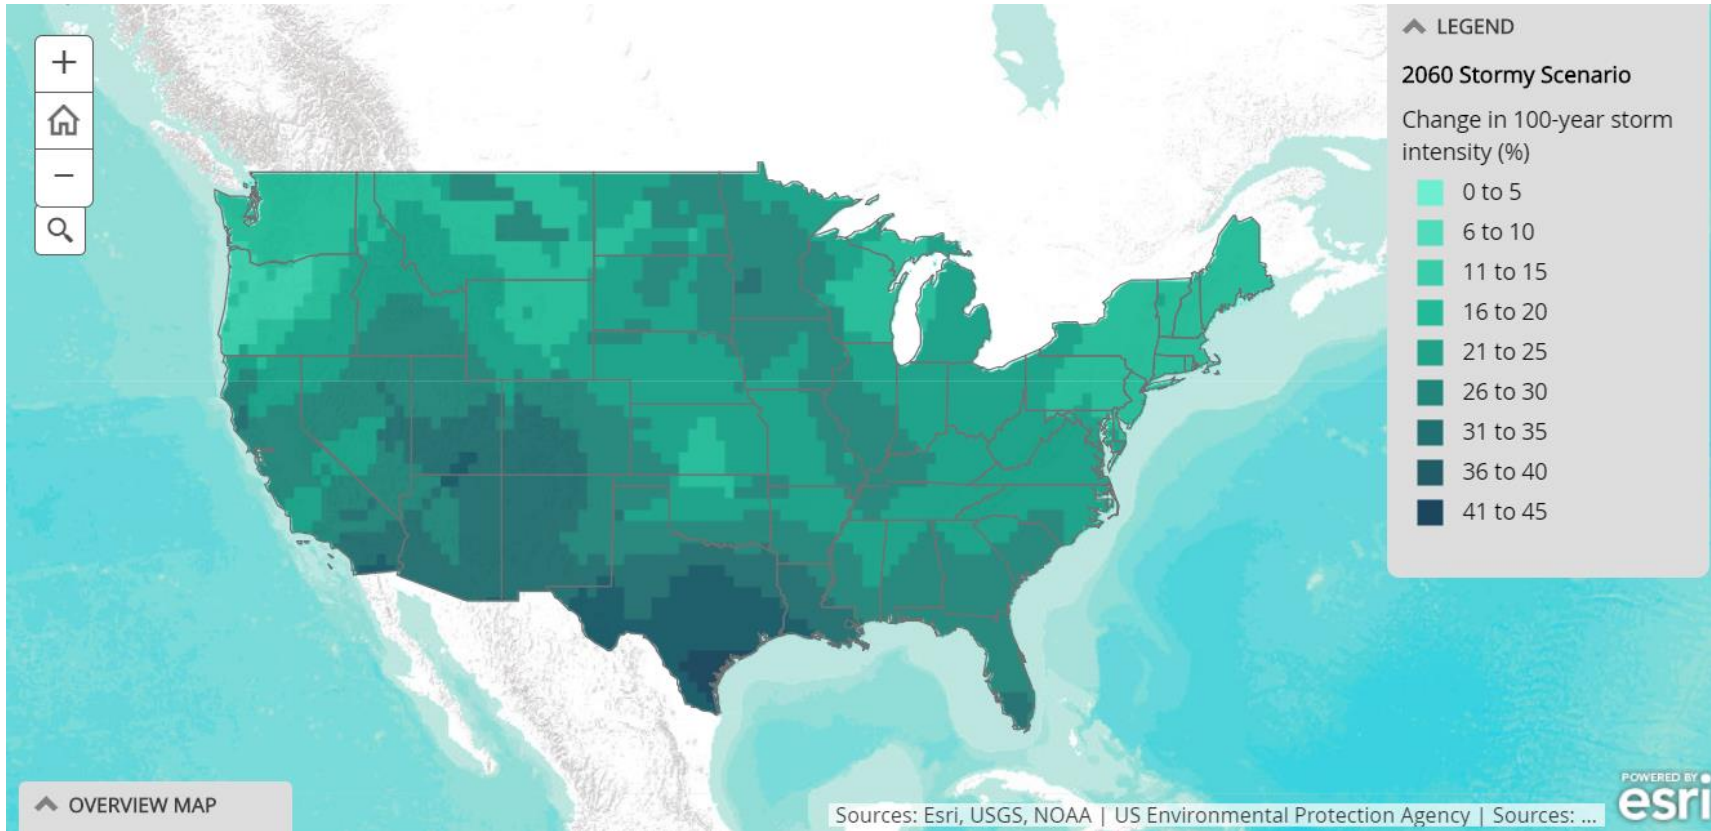 +
−
LEGEND
2060 Stormy Scenario
Change in 100-year storm
intensity (%)
0 to 5
6 to 10
11 to 15
16 to 20
21 to 25
26 to 30
31 to 35
36 to 40
41 to 45
OVERVIEW MAP
Sources: Esri, USGS, NOAA | US Environmental Protection Agency | Sources: ...
POWERED BY
esri